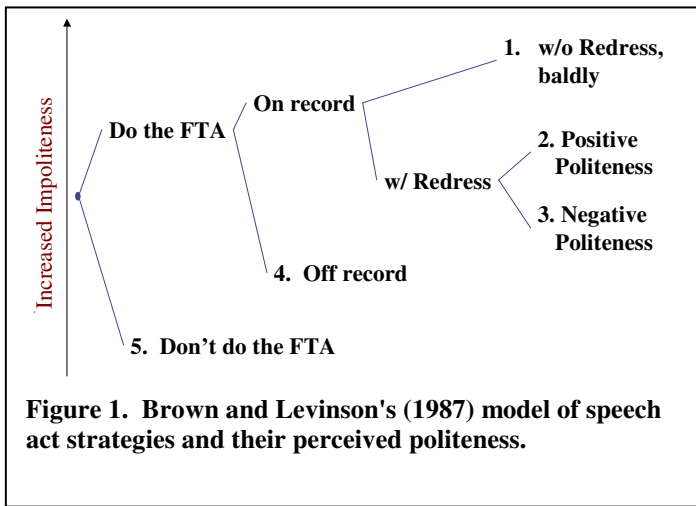 Increased Impoliteness
1. w/o Redress,
baldly
On record
Do the FTA
2. Positive
Politeness
w/ Redress
3. Negative
Politeness
4. Off record
5. Don't do the FTA
Figure 1. Brown and Levinson's (1987) model of speech
act strategies and their perceived politeness.